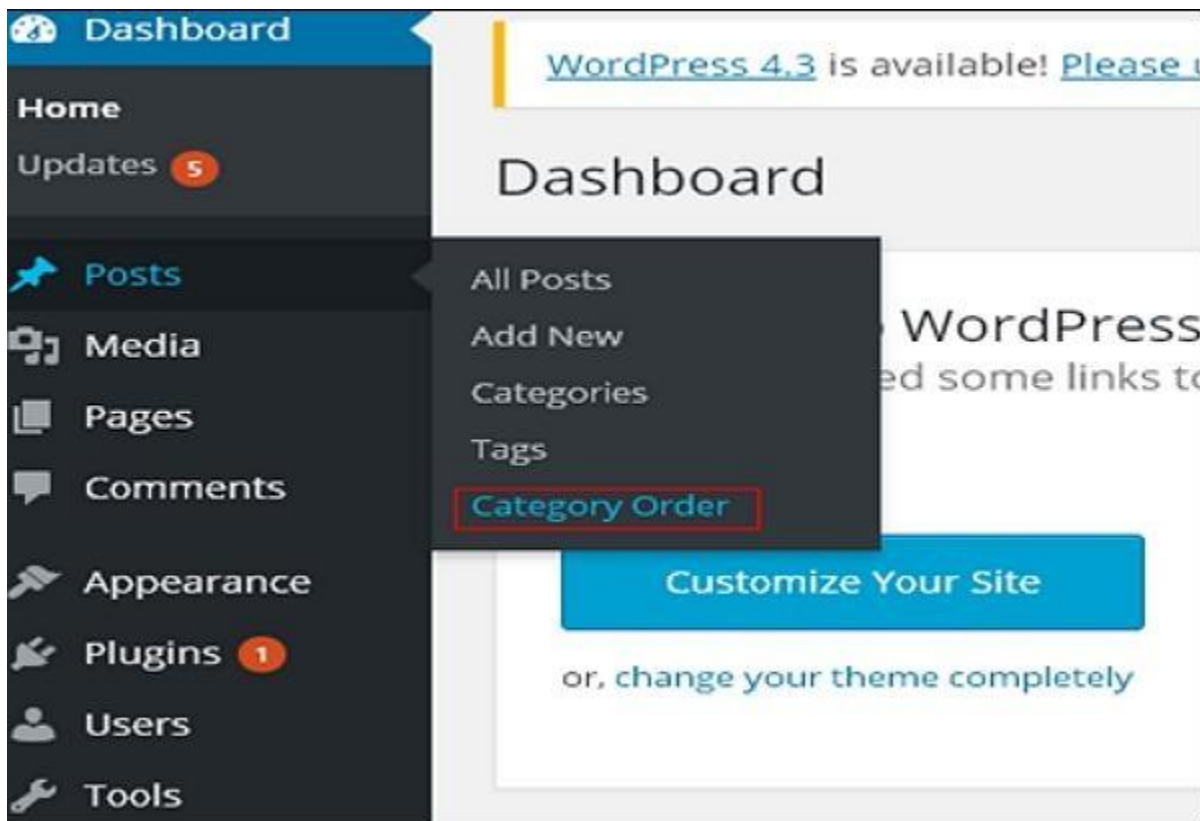 Dashboard
Home
Updates 5
Posts
Media
Pages
Comments
Appearance
Plugins 1
Users
Tools
All Posts
Add New
Categories
Tags
Category Order
WordPress 4.3 is available! Please
Dashboard
WordPress
some links
Customize Your Site
or, change your theme completely